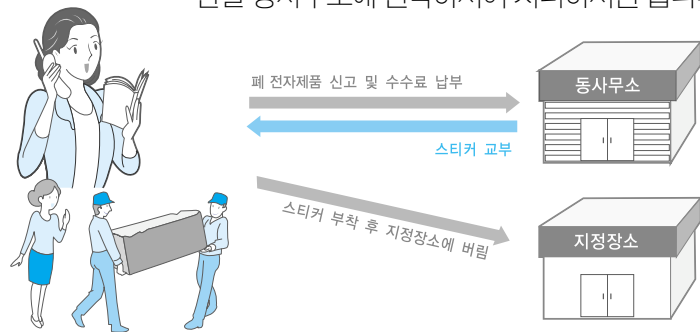 폐 전자제품 신고 및 수수료 납부
동사무소
스티커 교부
스티커 부착 후 지정장소에 버림
지정장소